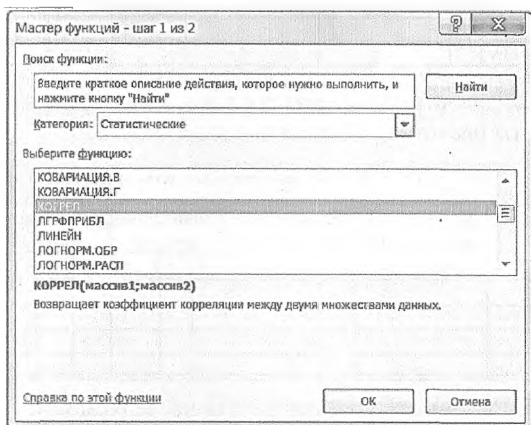 Мастер функций - шаг 1 из 2
Поиск функции:
Введите краткое описание действия, которое нужно выполнить, и
нажмите кнопку "Найти"
Найти
Категория: Статистические
Выберите функцию:
КОВАРИАЦИЯ.В
КОВАРИАЦИЯ.Г
КОРРЕЛ
ЛГРФПРИБЛ
ЛИНЕЙН
ЛОГНОРМ.ОБР
ЛОГНОРМ.РАСП
КОРРЕЛ(массив1;массив2)
Возвращает коэффициент корреляции между двумя множествами данных.
Справка по этой функции
ОК
Отмена